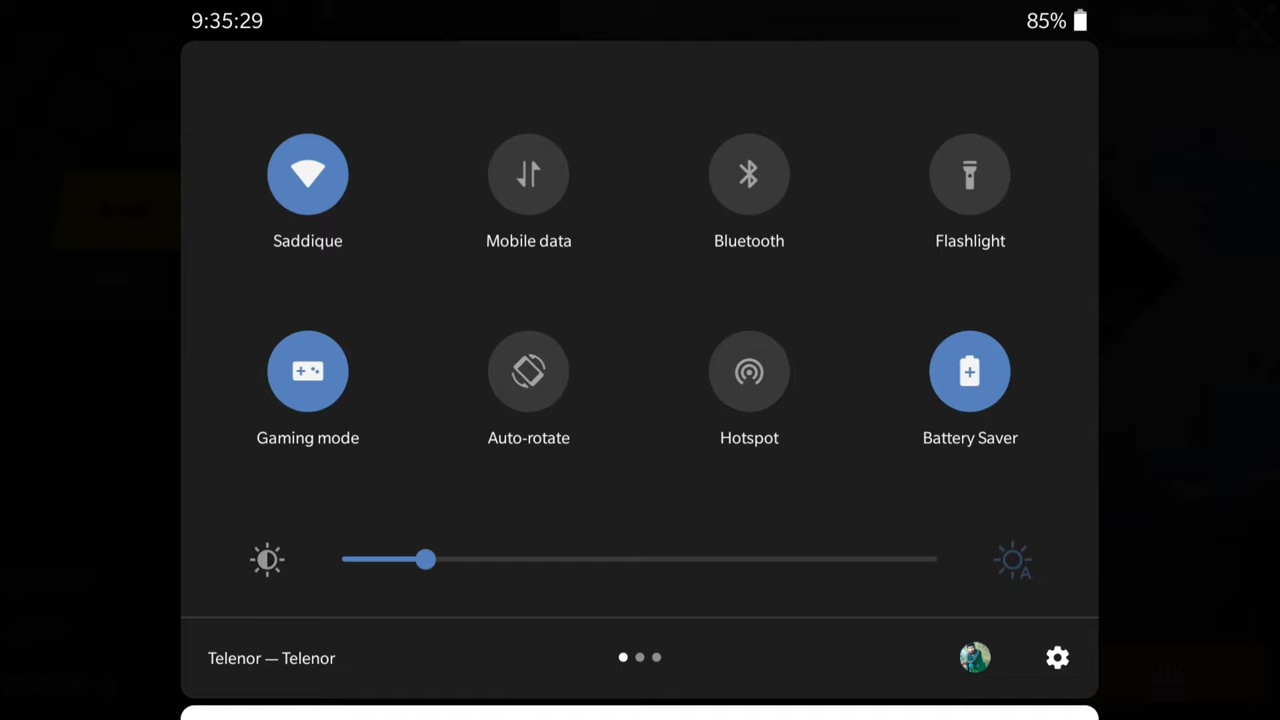 9:35:29 85%
Saddique Mobile data Bluetooth Flashlight
Gaming mode Auto-rotate Hotspot Battery Saver
A
Telenor — Telenor